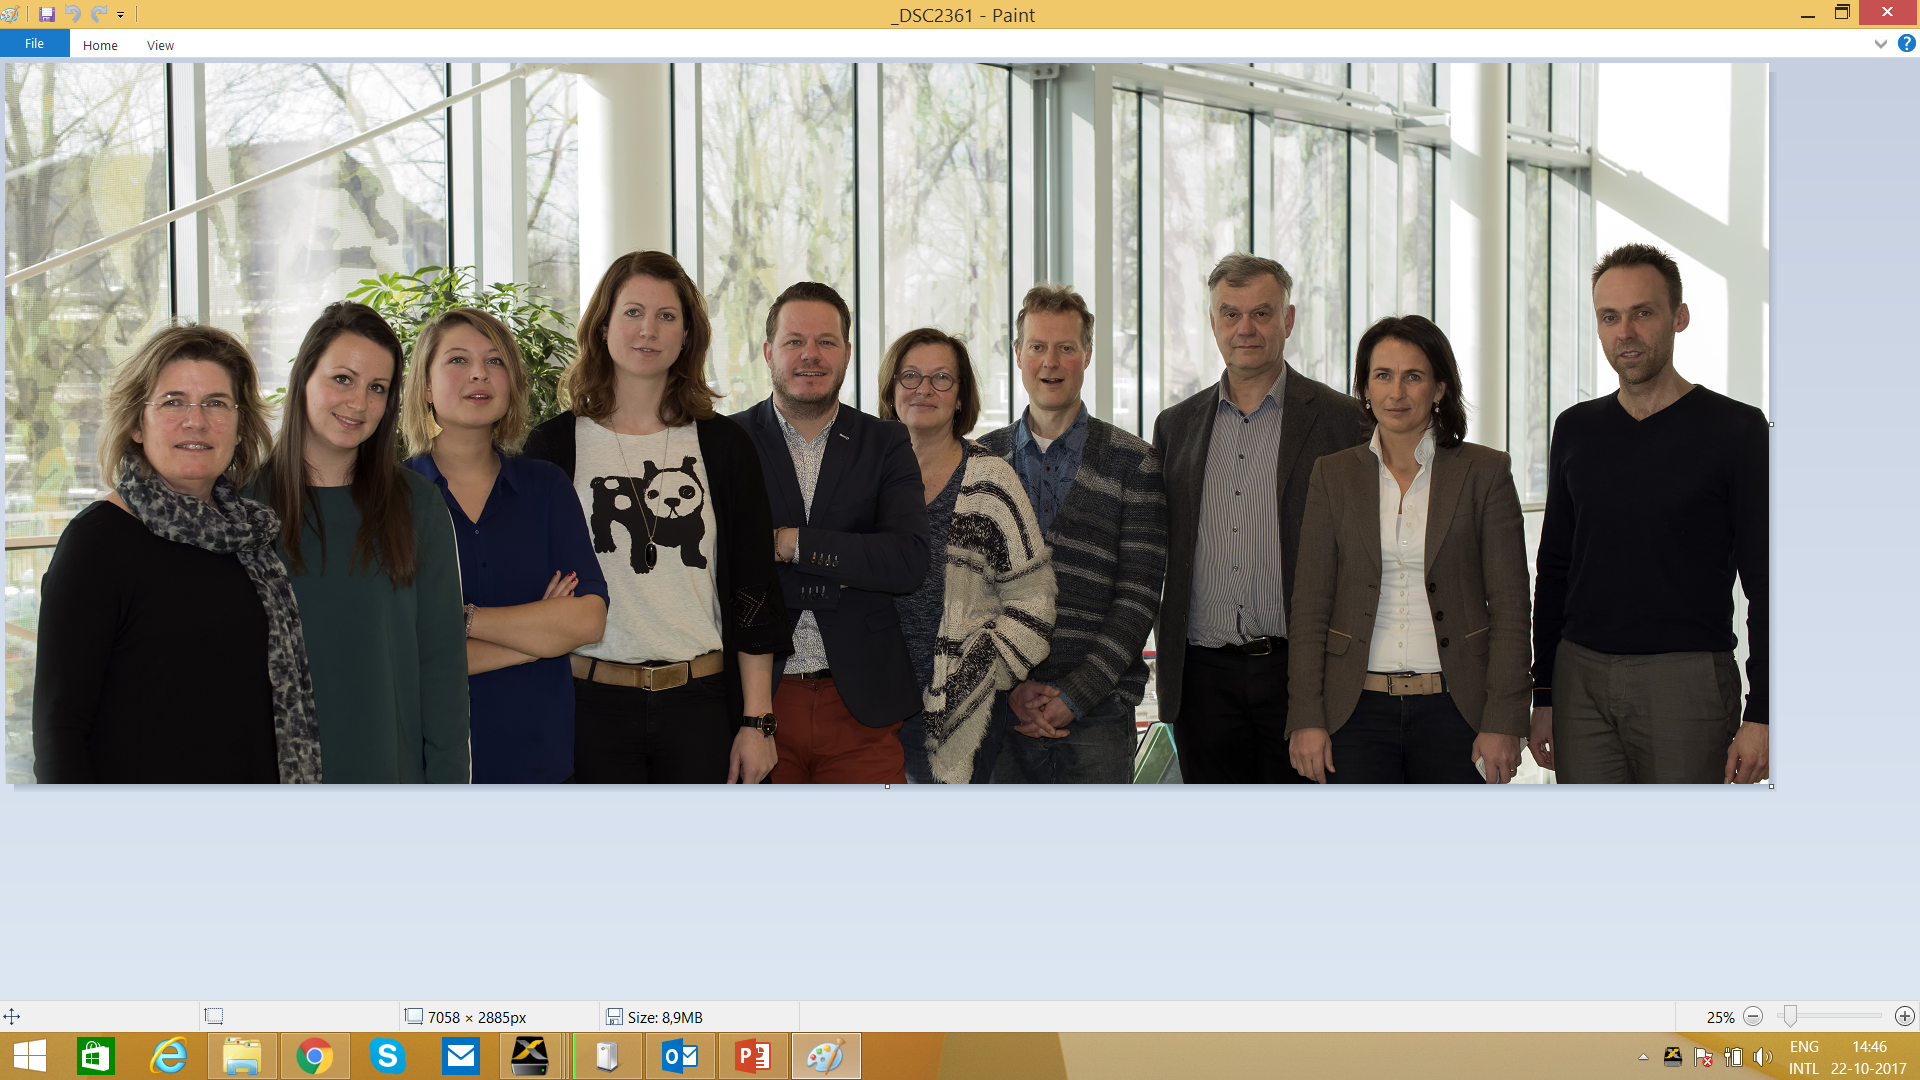 _DSC2361 - Paint
File Home View
7058 × 2885px
Size: 8,9MB
25%
ENG 14:46
INTL 22-10-2017